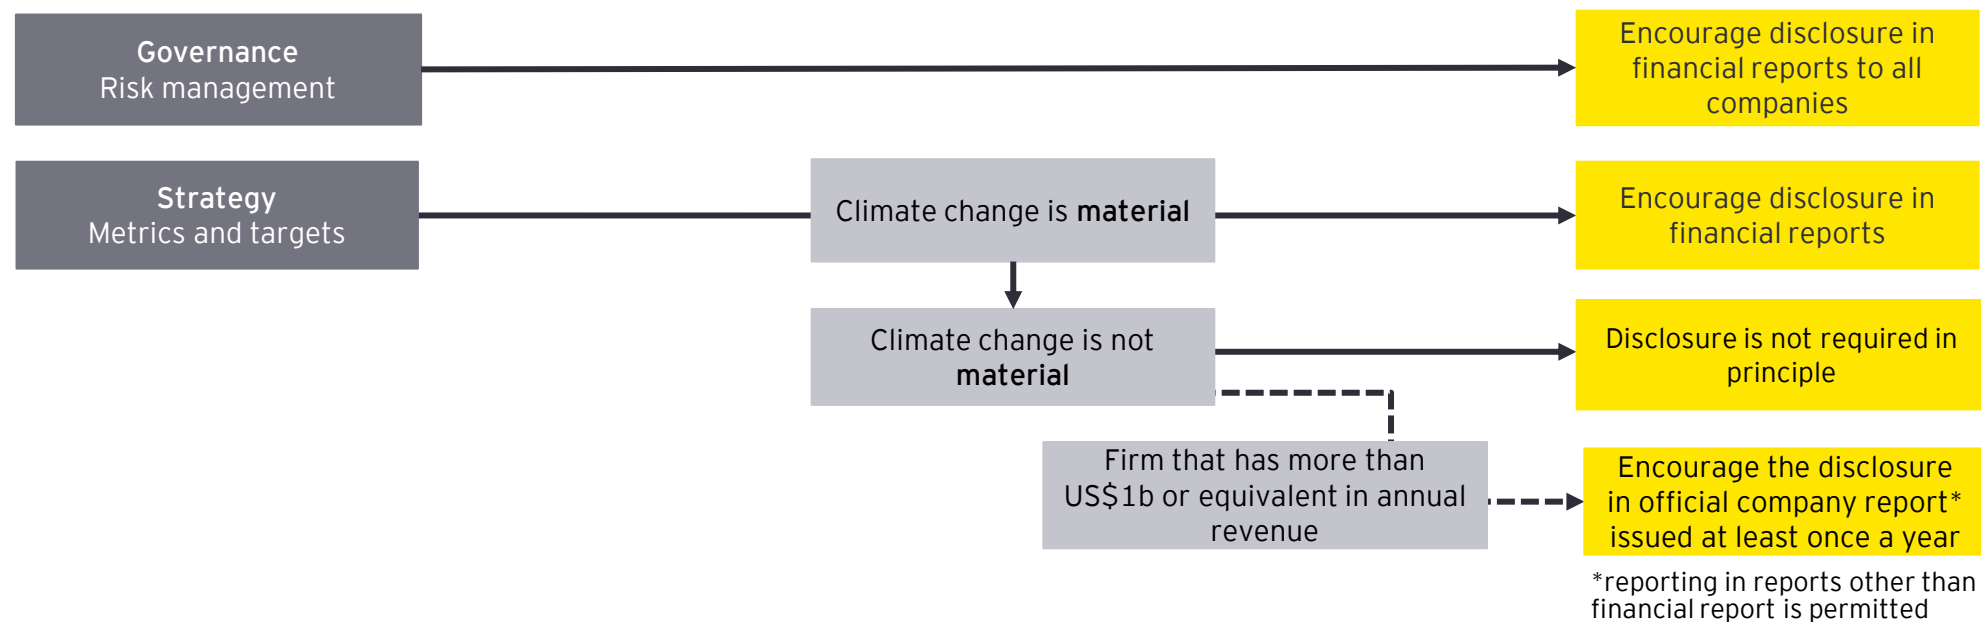 Governance
Risk management
Encourage disclosure in
financial reports to all
companies
Strategy
Metrics and targets
Climate change is material
Encourage disclosure in
financial reports
Climate change is not
material
Disclosure is not required in
principle
Firm that has more than
US$1b or equivalent in annual
revenue
Encourage the disclosure
in official company report*
issued at least once a year
*reporting in reports other than
financial report is permitted